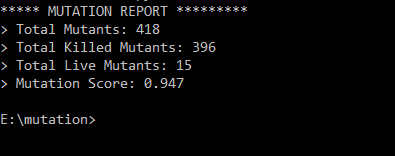 ***** MUTATION REPORT *********
> Total Mutants: 418
> Total Killed Mutants: 396
> Total Live Mutants: 15
> Mutation Score: 0.947
E:\mutation>